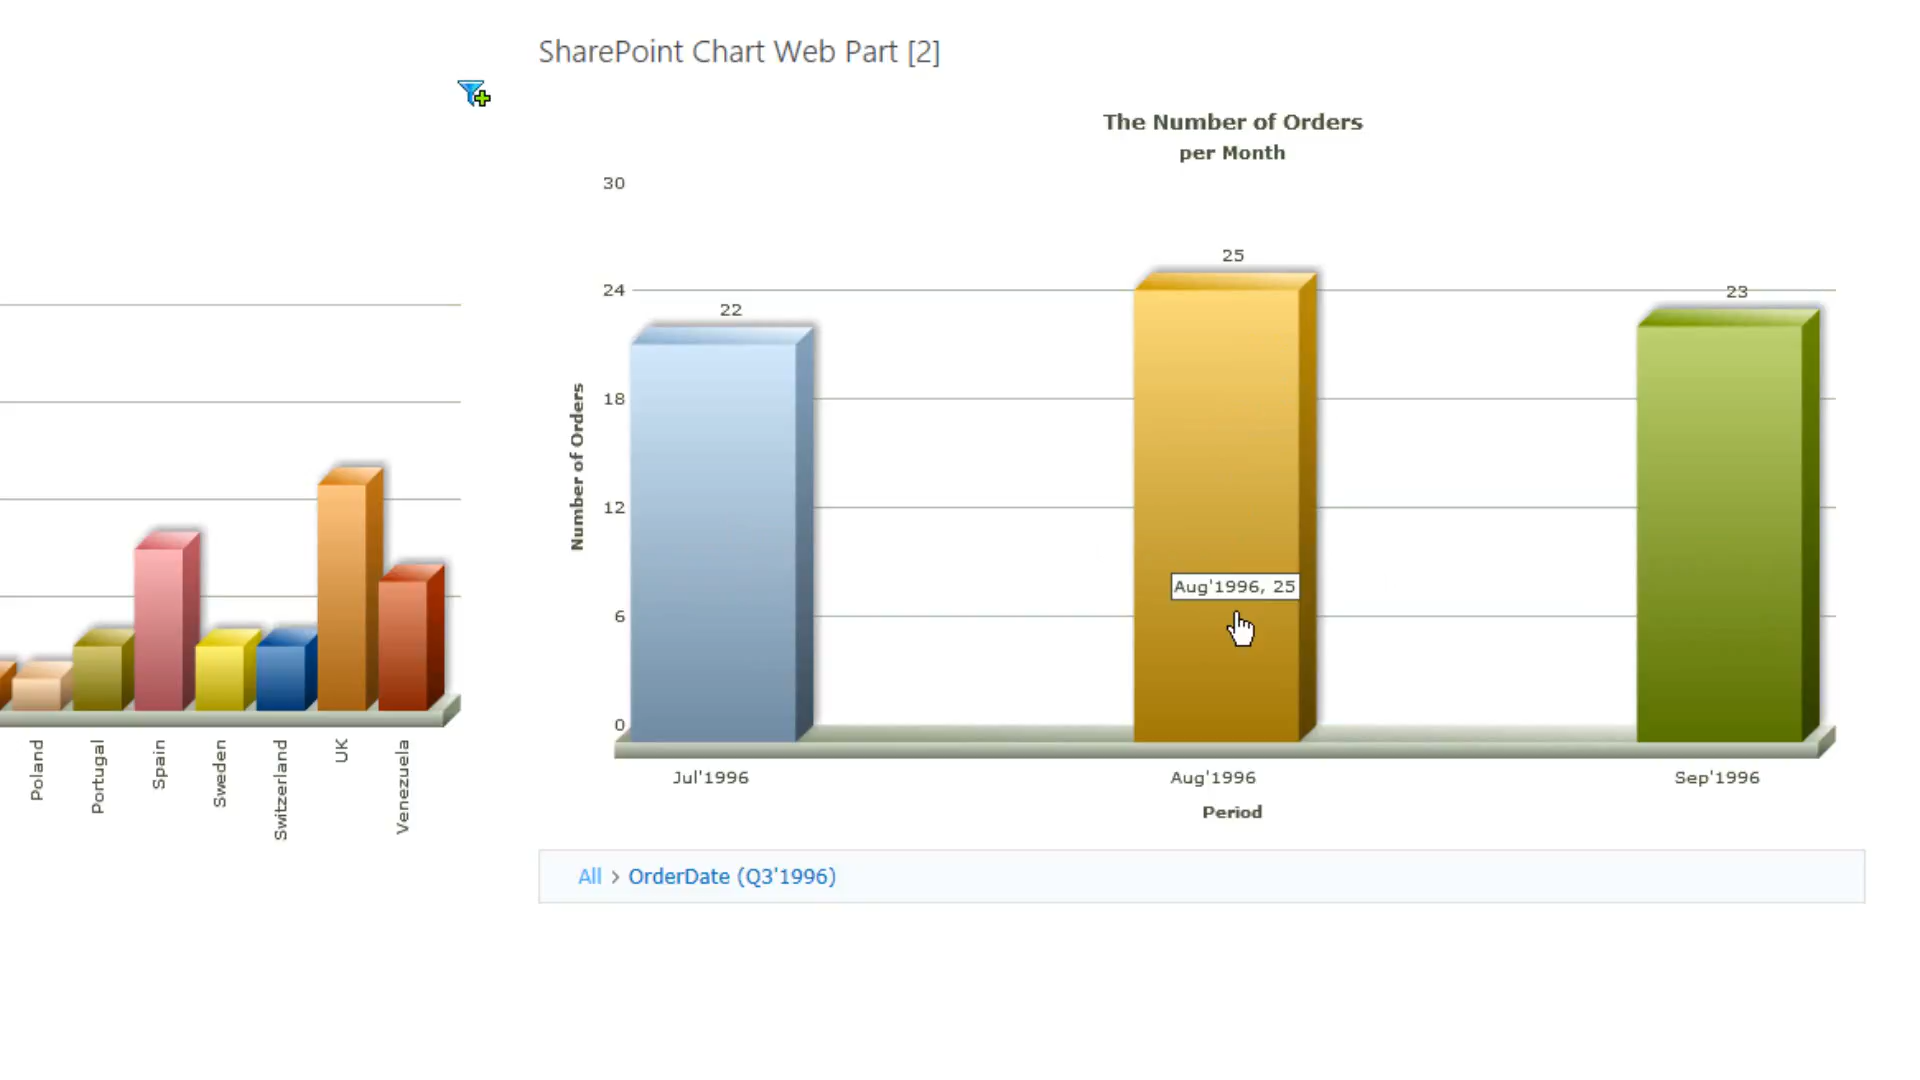 SharePoint Chart Web Part [2]
The Number of Orders
per Month
30
24
18
12
6
0
Number of Orders
22
25
23
Aug'1996, 25
Jul'1996
Aug'1996
Sep'1996
Period
Poland
Portugal
Spain
Sweden
Switzerland
UK
Venezuela
All > OrderDate (Q3'1996)